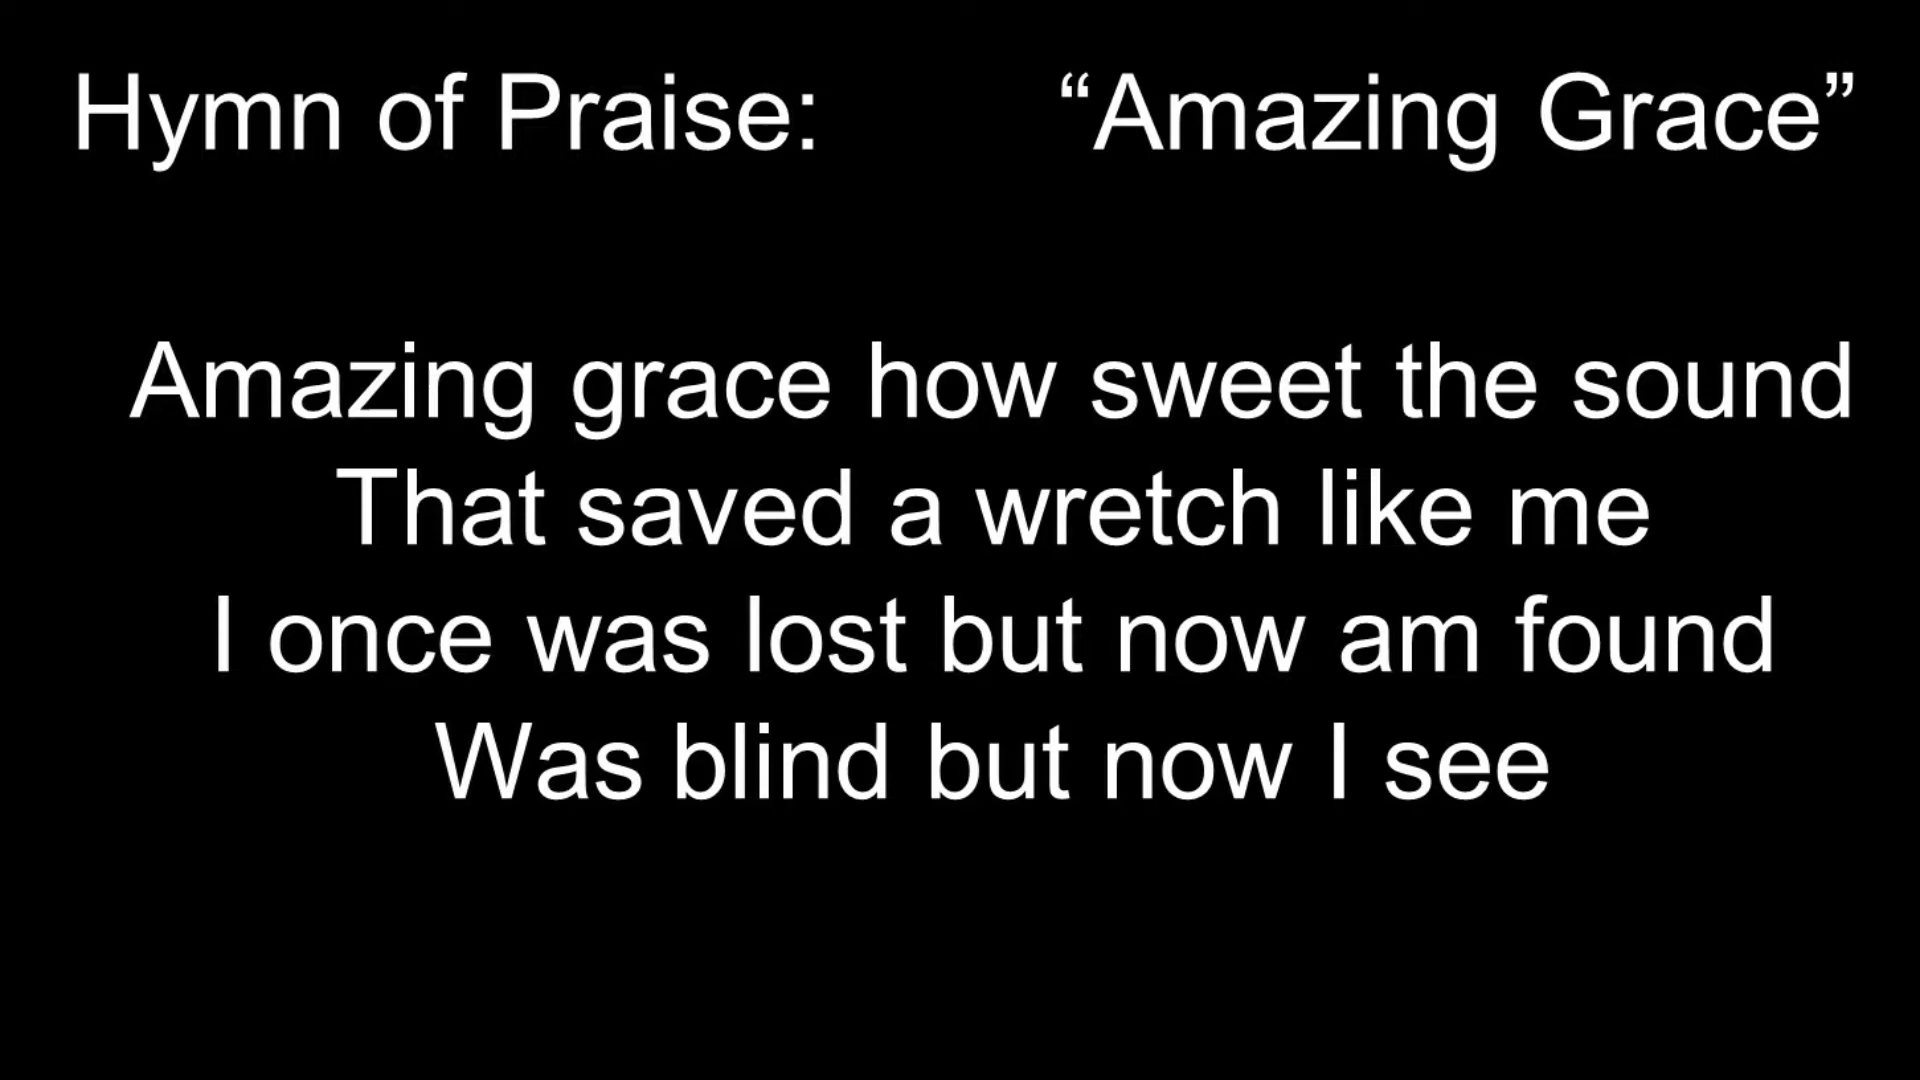 Hymn of Praise: “Amazing Grace”
Amazing grace how sweet the sound
That saved a wretch like me
I once was lost but now am found
Was blind but now I see